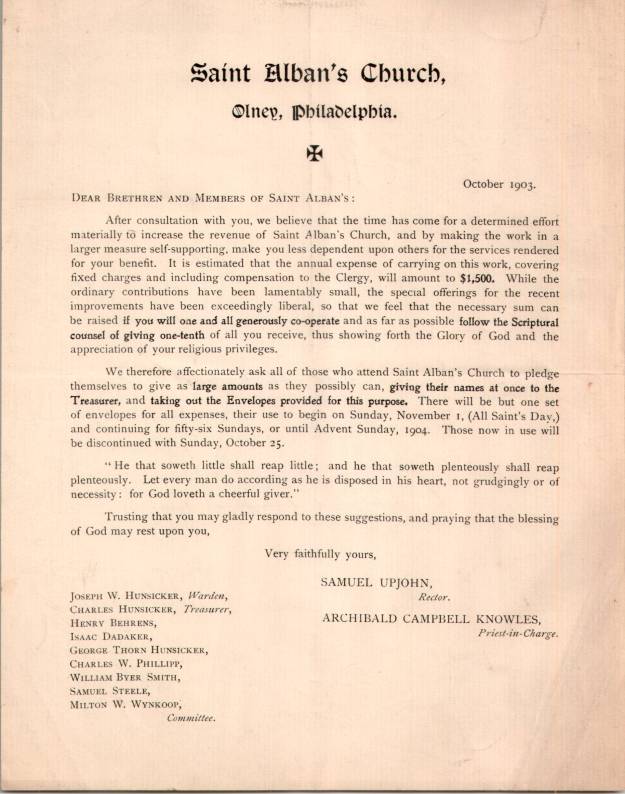 Saint Alban's Church,
Olney, Philadelphia.
October 1903.
Dear Brethren and Members of Saint Alban's:
After consultation with you, we believe that the time has come for a determined effort
materially to increase the revenue of Saint Alban's Church, and by making the work in a
larger measure self-supporting, make you less dependent upon others for the services rendered
for your benefit. It is estimated that the annual expense of carrying on this work, covering
fixed charges and including compensation to the Clergy, will amount to $1,500. While the
ordinary contributions have been lamentably small, the special offerings for the recent
improvements have been exceedingly liberal, so that we feel that the necessary sum can
be raised if you will one and all generously co-operate and as far as possible follow the Scriptural
counsel of giving one-tenth of all you receive, thus showing forth the Glory of God and the
appreciation of your religious privileges.
We therefore affectionately ask all of those who attend Saint Alban's Church to pledge
themselves to give as large amounts as they possibly can, giving their names at once to the
Treasurer, and taking out the Envelopes provided for this purpose. There will be but one set
of envelopes for all expenses, their use to begin on Sunday, November 1, (All Saint's Day,)
and continuing for fifty-six Sundays, or until Advent Sunday, 1904. Those now in use will
be discontinued with Sunday, October 25.
"He that soweth little shall reap little; and he that soweth plenteously shall reap
plenteously. Let every man do according as he is disposed in his heart, not grudgingly or of
necessity: for God loveth a cheerful giver."
Trusting that you may gladly respond to these suggestions, and praying that the blessing
of God may rest upon you,
Very faithfully yours,
SAMUEL UPJOHN,
Rector.
ARCHIBALD CAMPBELL KNOWLES,
Priest-in-Charge.
Joseph W. Hunsicker, Warden,
Charles Hunsicker, Treasurer,
Henry Behrens,
Isaac Dadaker,
George Thorn Hunsicker,
Charles W. Phillipp,
William Byer Smith,
Samuel Steele,
Milton W. Wynkoop,
Committee.